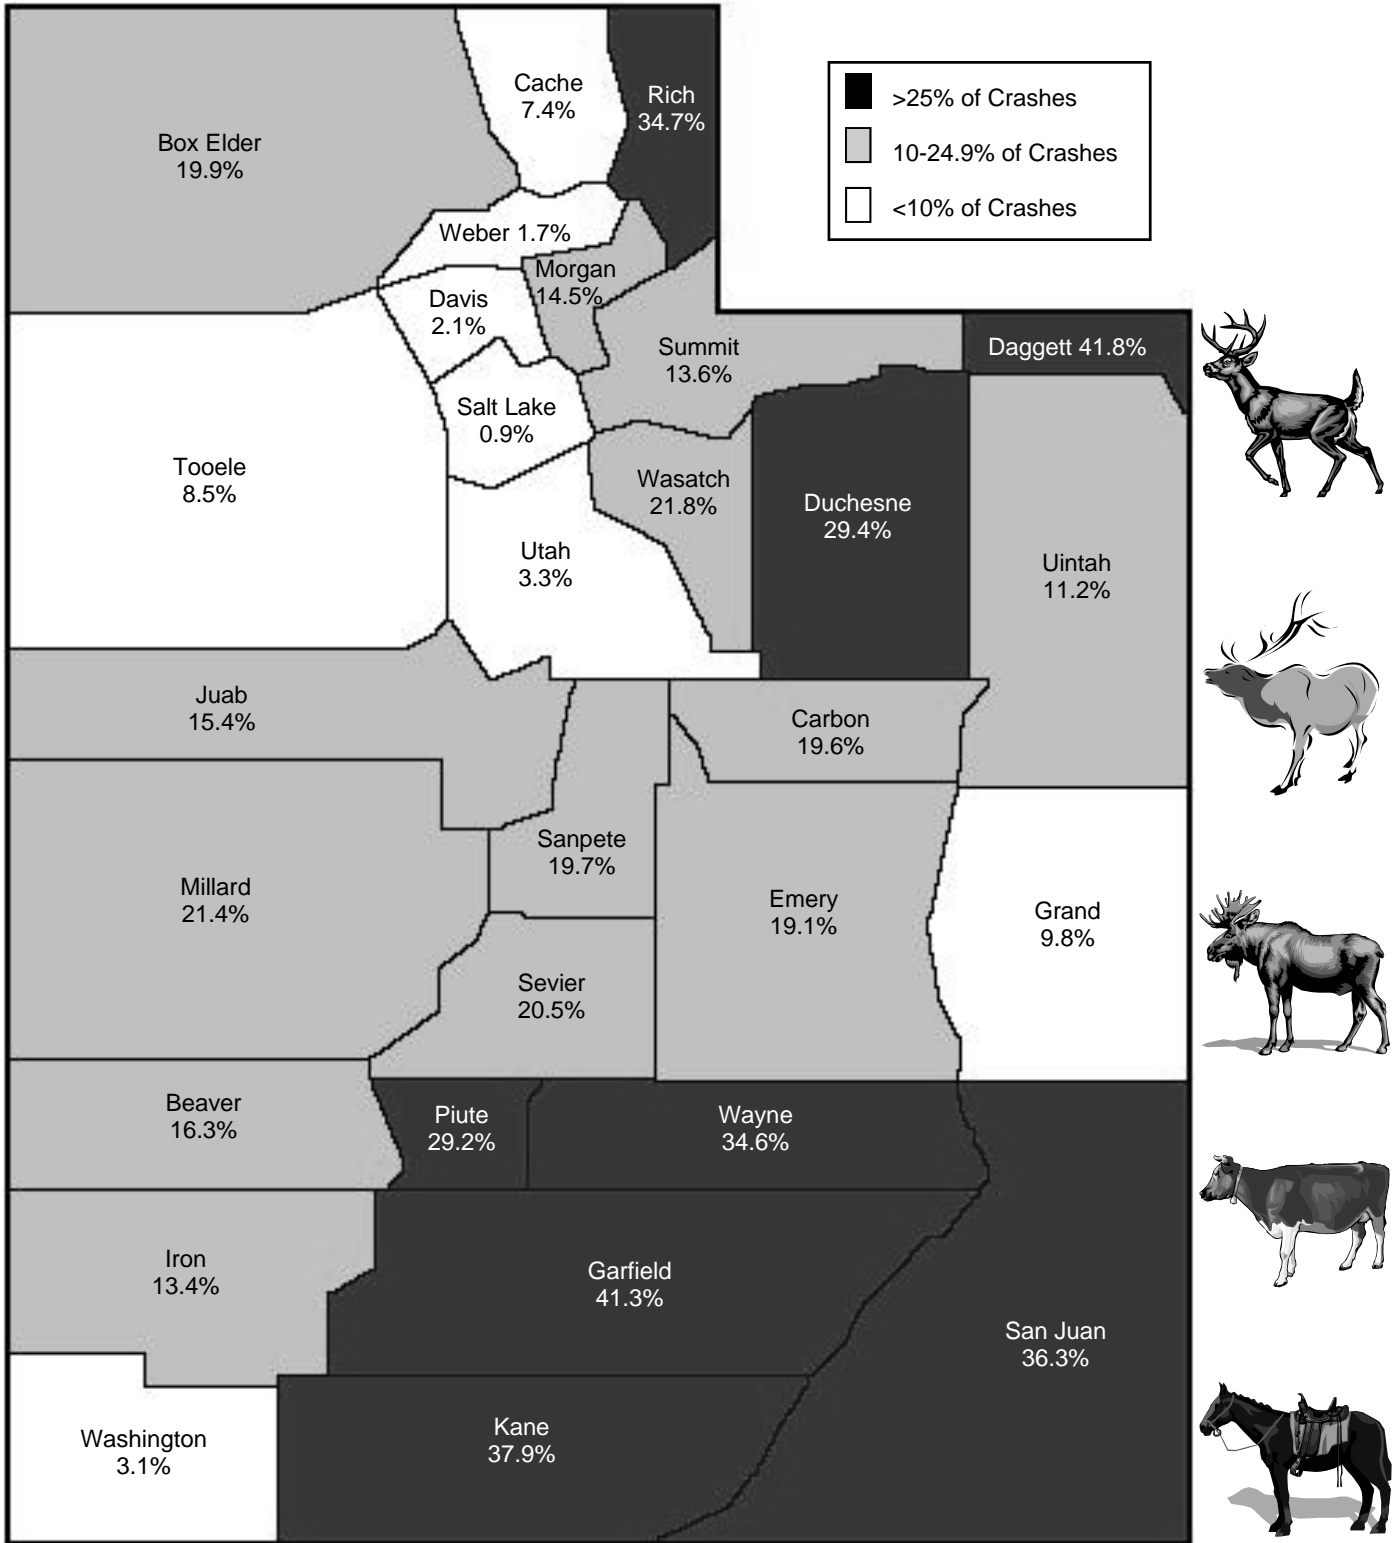 Cache
7.4%
Rich
34.7%
>25% of Crashes
10-24.9% of Crashes
<10% of Crashes
Box Elder
19.9%
Weber 1.7%
Morgan
14.5%
Davis
2.1%
Summit
13.6%
Daggett 41.8%
Salt Lake
0.9%
Tooele
8.5%
Wasatch
21.8%
Duchesne
29.4%
Utah
3.3%
Uintah
11.2%
Juab
15.4%
Carbon
19.6%
Sanpete
19.7%
Millard
21.4%
Emery
19.1%
Grand
9.8%
Sevier
20.5%
Beaver
16.3%
Piute
29.2%
Wayne
34.6%
Iron
13.4%
Garfield
41.3%
San Juan
36.3%
Washington
3.1%
Kane
37.9%